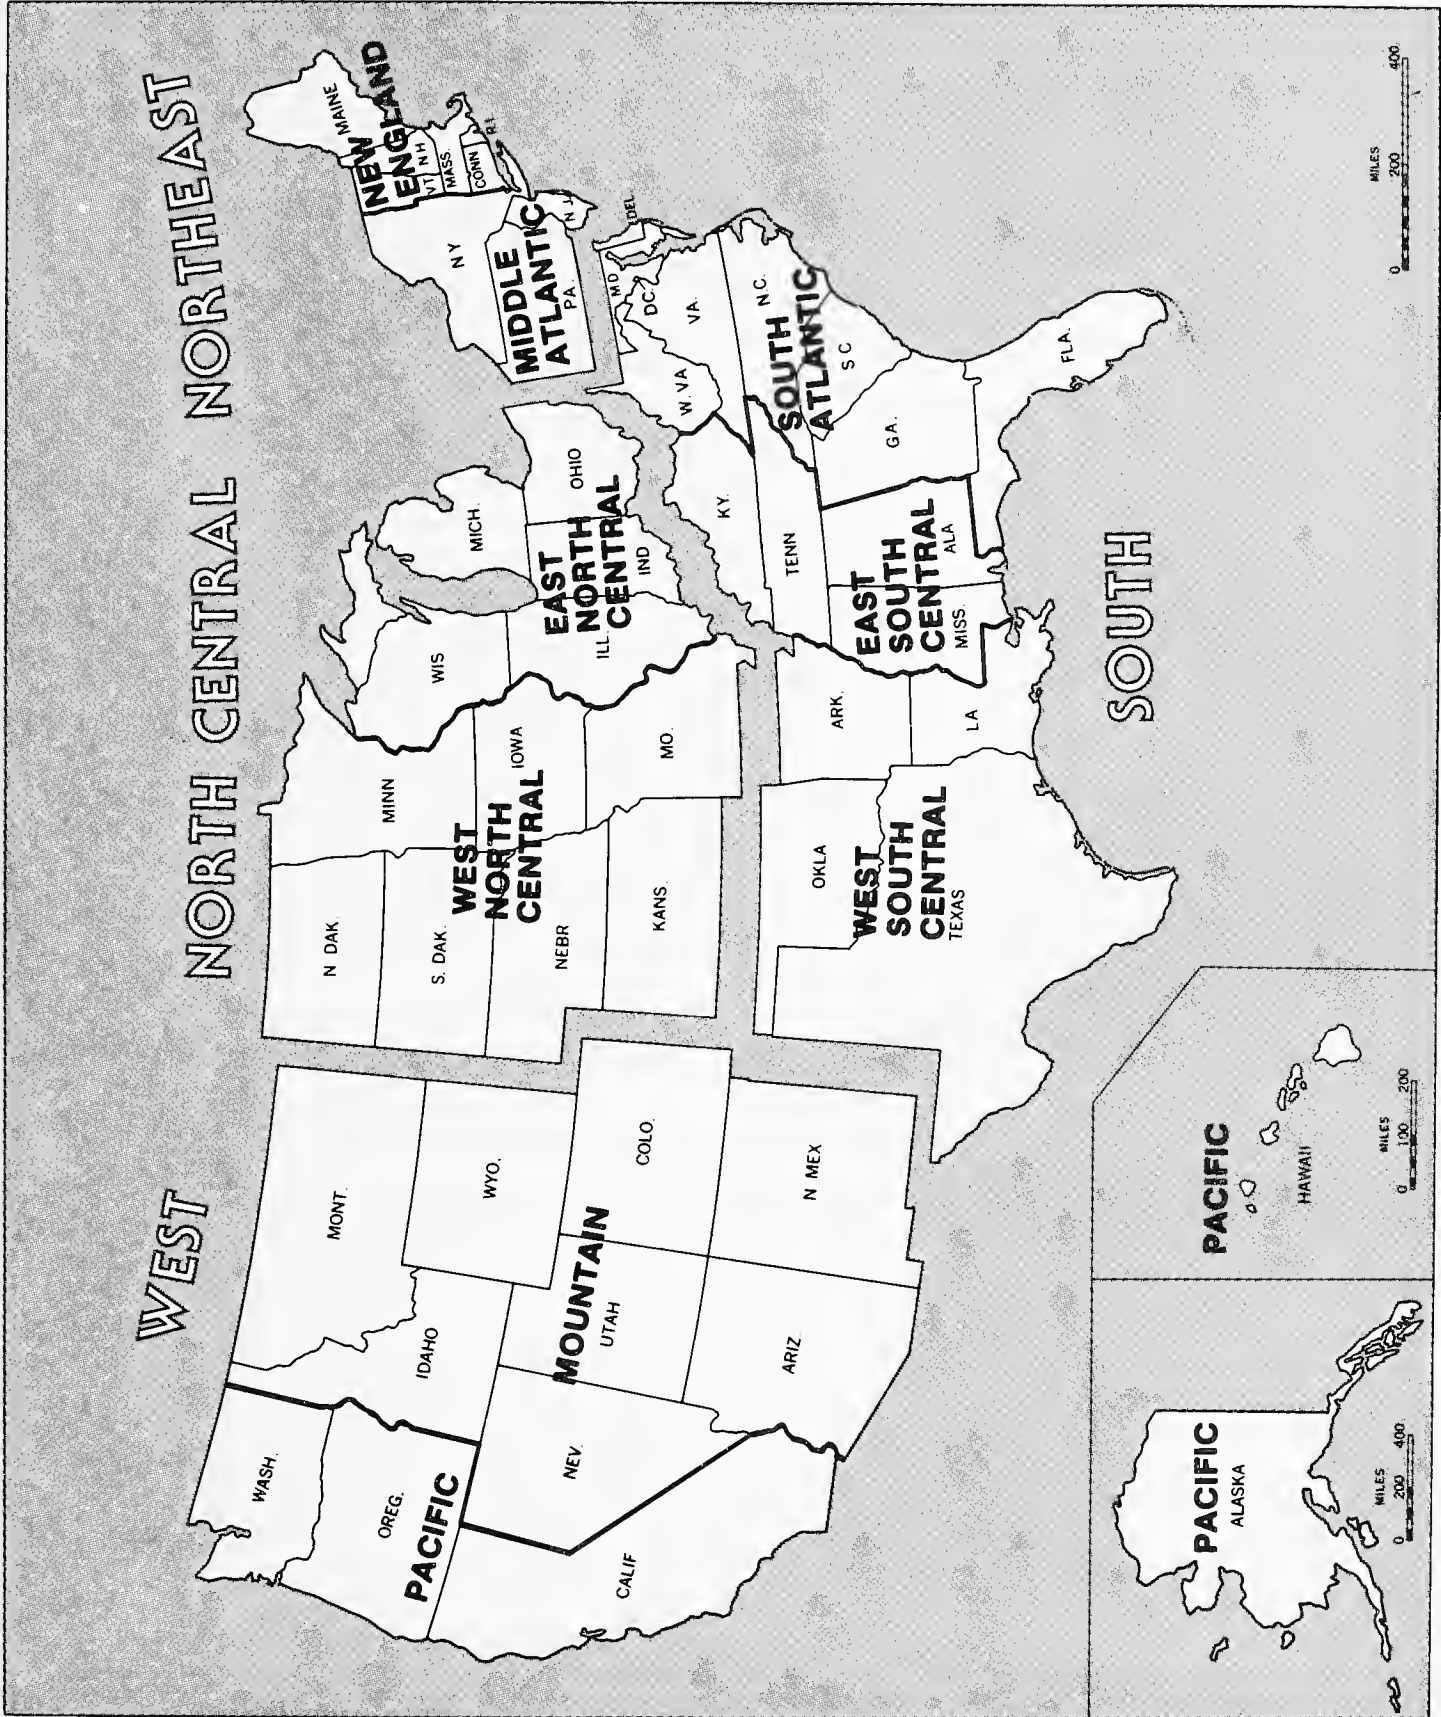 WEST
NORTH CENTRAL
NORTHEAST
WASH.
OREG.
PACIFIC
CALIF
NEV.
IDAHO
MONT.
WYO.
MOUNTAIN
UTAH
COLO.
ARIZ
N MEX
N DAK.
S. DAK.
NEBR
KANS.
MINN
IOWA
MO.
WEST
NORTH
CENTRAL
WIS
MICH.
ILL.
IND
OHIO
EAST
NORTH
CENTRAL
MAINE
NEW
ENGLAND
VT
N H
MASS.
CONN
R.I.
NY
MIDDLE
ATLANTIC
PA.
N J.
DEL.
MD
DC.
VA.
W. VA
N.C.
SOUTH
ATLANTIC
S C
GA.
FLA.
KY.
TENN
EAST
SOUTH
CENTRAL
ALA
MISS.
ARK.
LA
OKLA
WEST
SOUTH
CENTRAL
TEXAS
SOUTH
PACIFIC
ALASKA
MILES
0 200 400
PACIFIC
HAWAII
MILES
0 100 200
MILES
0 200 400